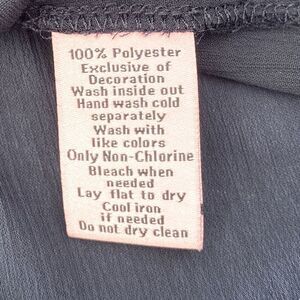 100% Polyester
Exclusive of
Decoration
Wash inside out
Hand wash cold
separately
Wash with
like colors
Only Non-Chlorine
Bleach when
needed
Lay flat to dry
Cool iron
if needed
Do not dry clean